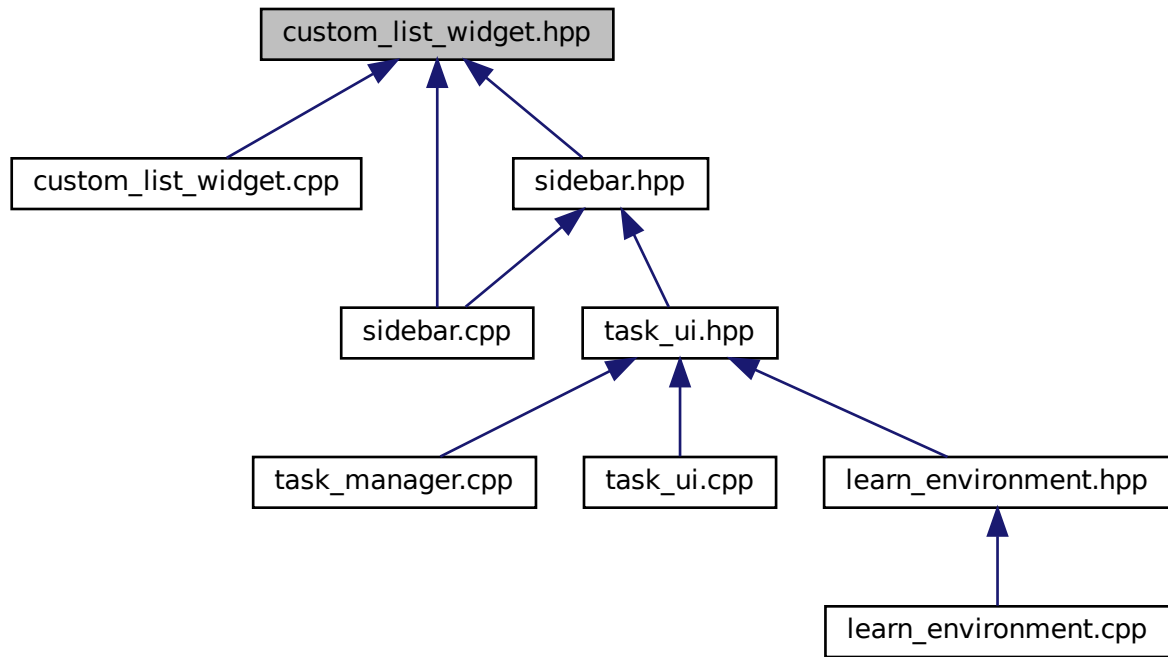 custom_list_widget.hpp
custom_list_widget.cpp
sidebar.hpp
sidebar.cpp
task_ui.hpp
task_manager.cpp
task_ui.cpp
learn_environment.hpp
learn_environment.cpp